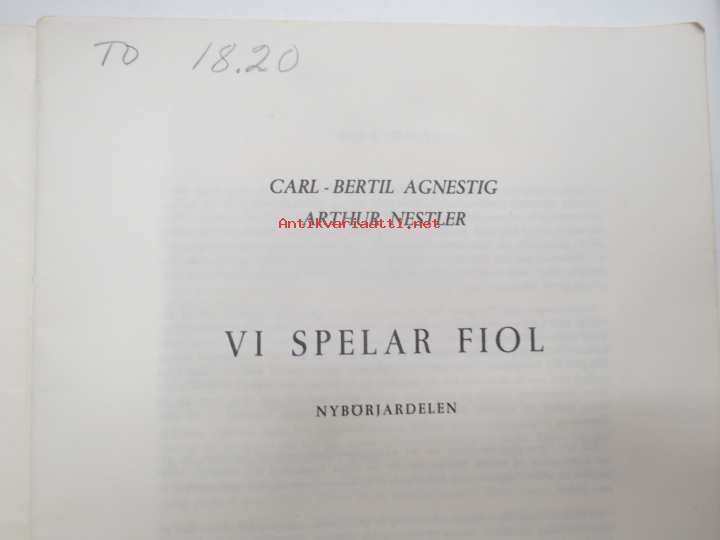 TO 18.20
CARL-BERTIL AGNESTIG
ARTHUR NESTLER
Antikvariaatti.net
VI SPELAR FIOL
NYBÖRJARDELEN